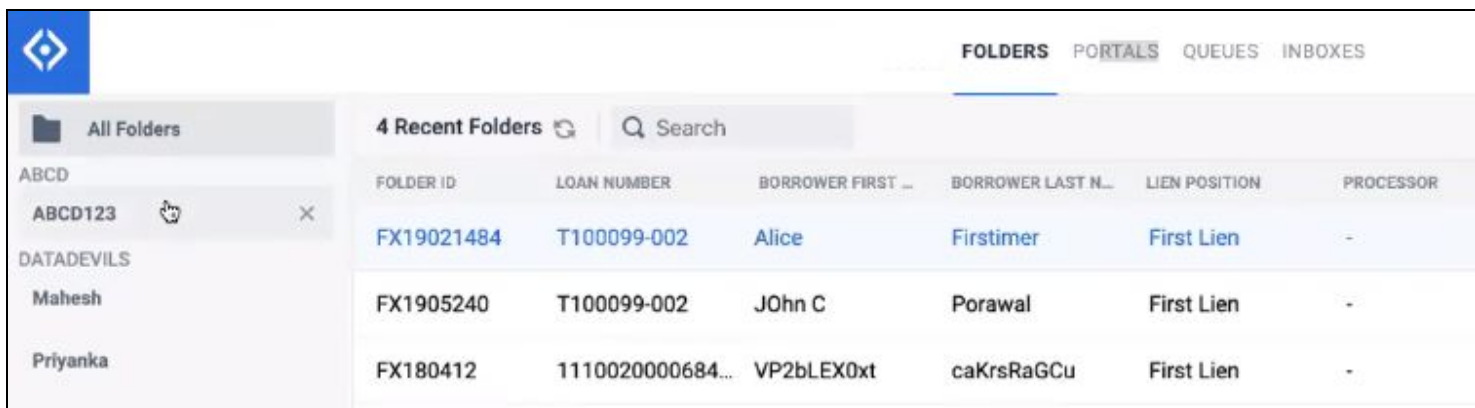 FOLDERS PORTALS QUEUES INBOXES
All Folders
ABCD
ABCD123
DATADEVILS
Mahesh
Priyanka
4 Recent Folders Search
FOLDER ID LOAN NUMBER BORROWER FIRST ... BORROWER LAST N... LIEN POSITION PROCESSOR
FX19021484 T100099-002 Alice Firstimer First Lien -
FX1905240 T100099-002 JOhn C Porawal First Lien -
FX180412 1110020000684... VP2bLEX0xt caKrsRaGCu First Lien -